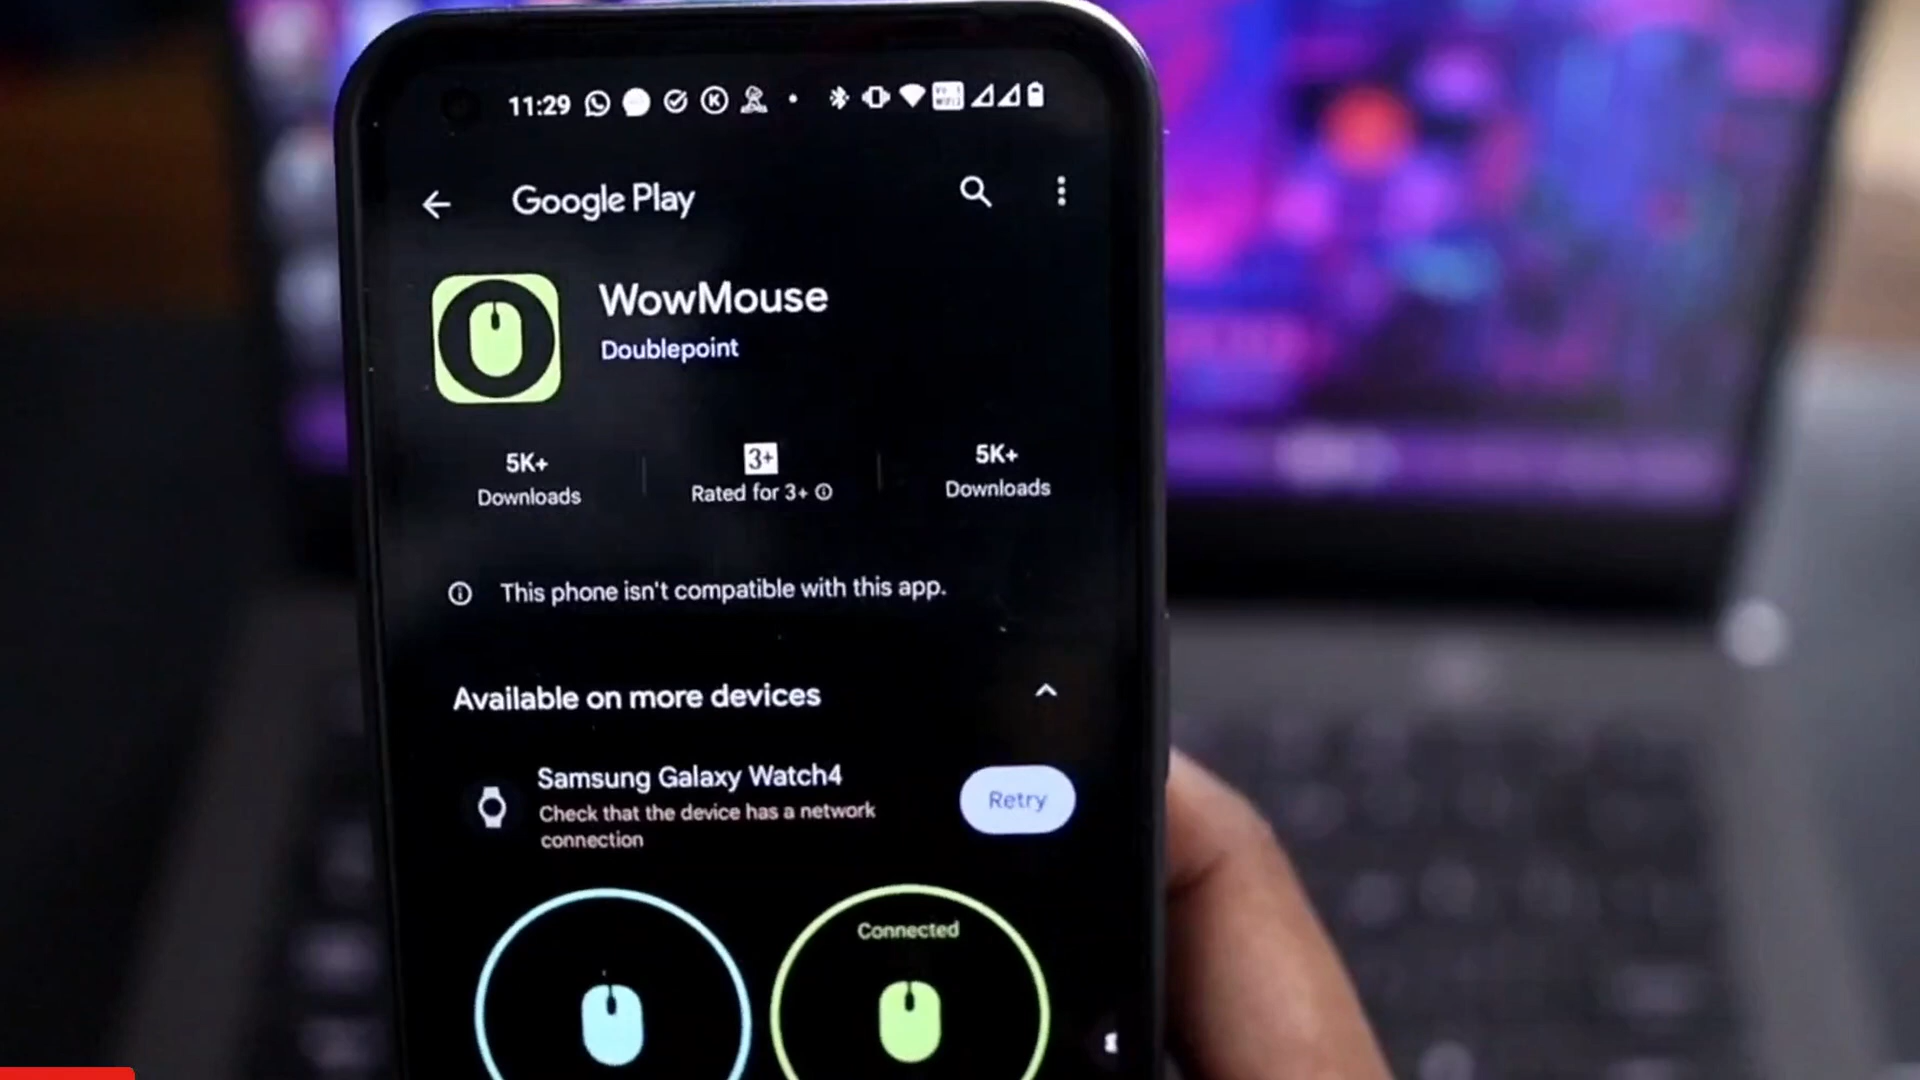 11:29
Google Play
WowMouse
Doublepoint
5K+
Downloads
3+
Rated for 3+
5K+
Downloads
This phone isn't compatible with this app.
Available on more devices
Samsung Galaxy Watch4
Check that the device has a network
connection
Retry
Connected